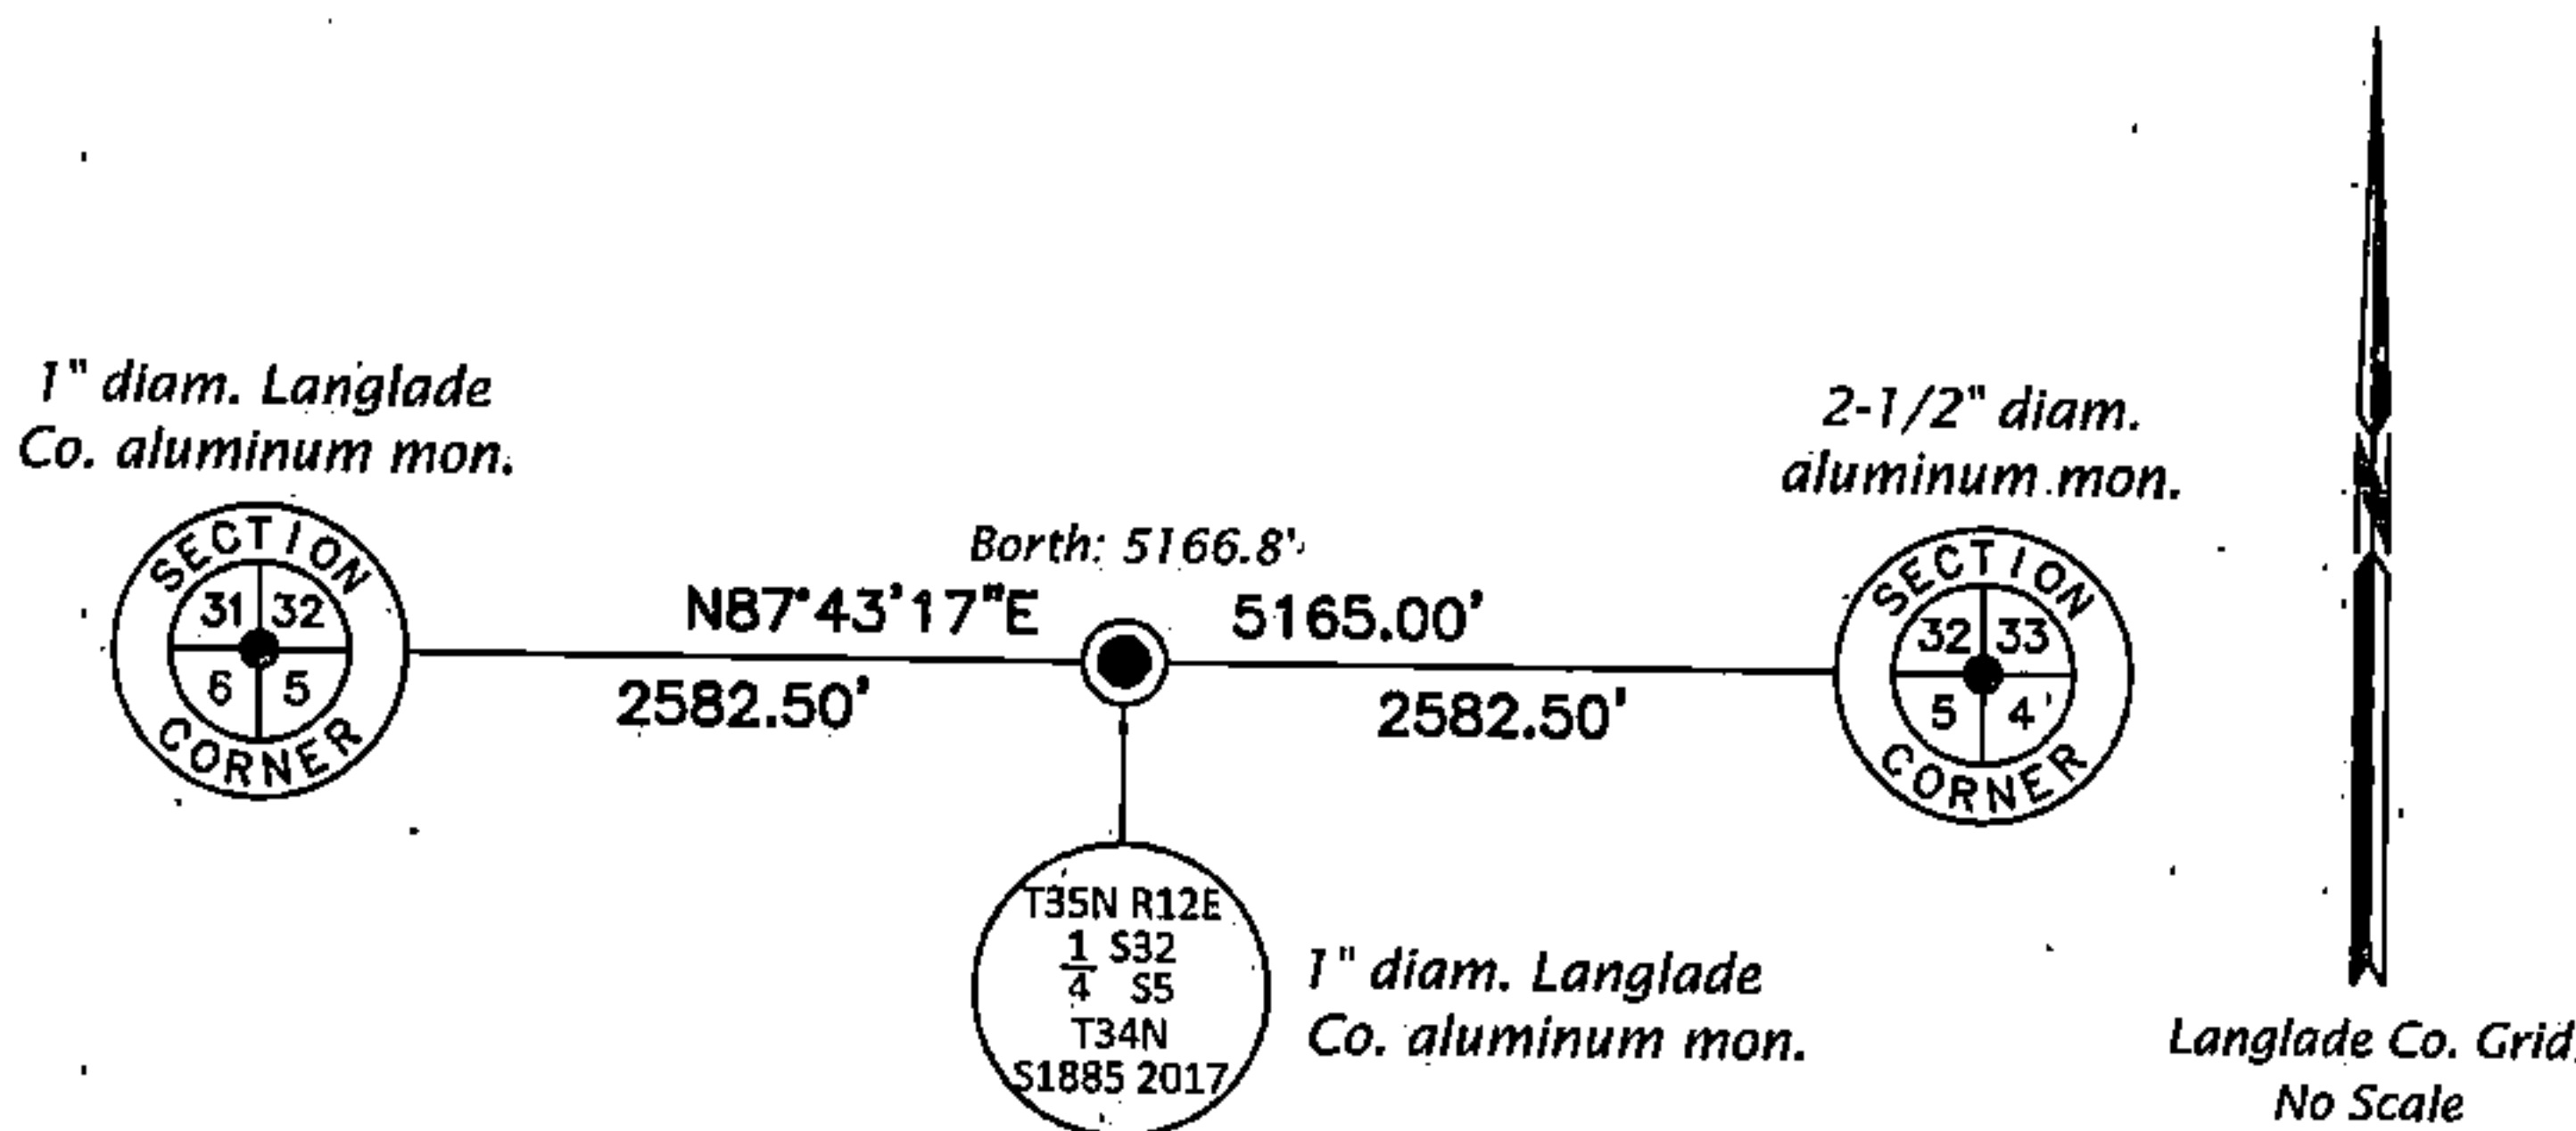 1" diam. Langlade
Co. aluminum mon.
SECTION
31 32
6 5
CORNER
Borth: 5166.8'
N87°43'17"E 5165.00'
2582.50' 2582.50'
2-1/2" diam.
aluminum mon.
SECTION
32 33
5 4
CORNER
T35N R12E
1/4 S32
S5
T34N
S1885 2017
1" diam. Langlade
Co. aluminum mon.
Langlade Co. Grid
No Scale